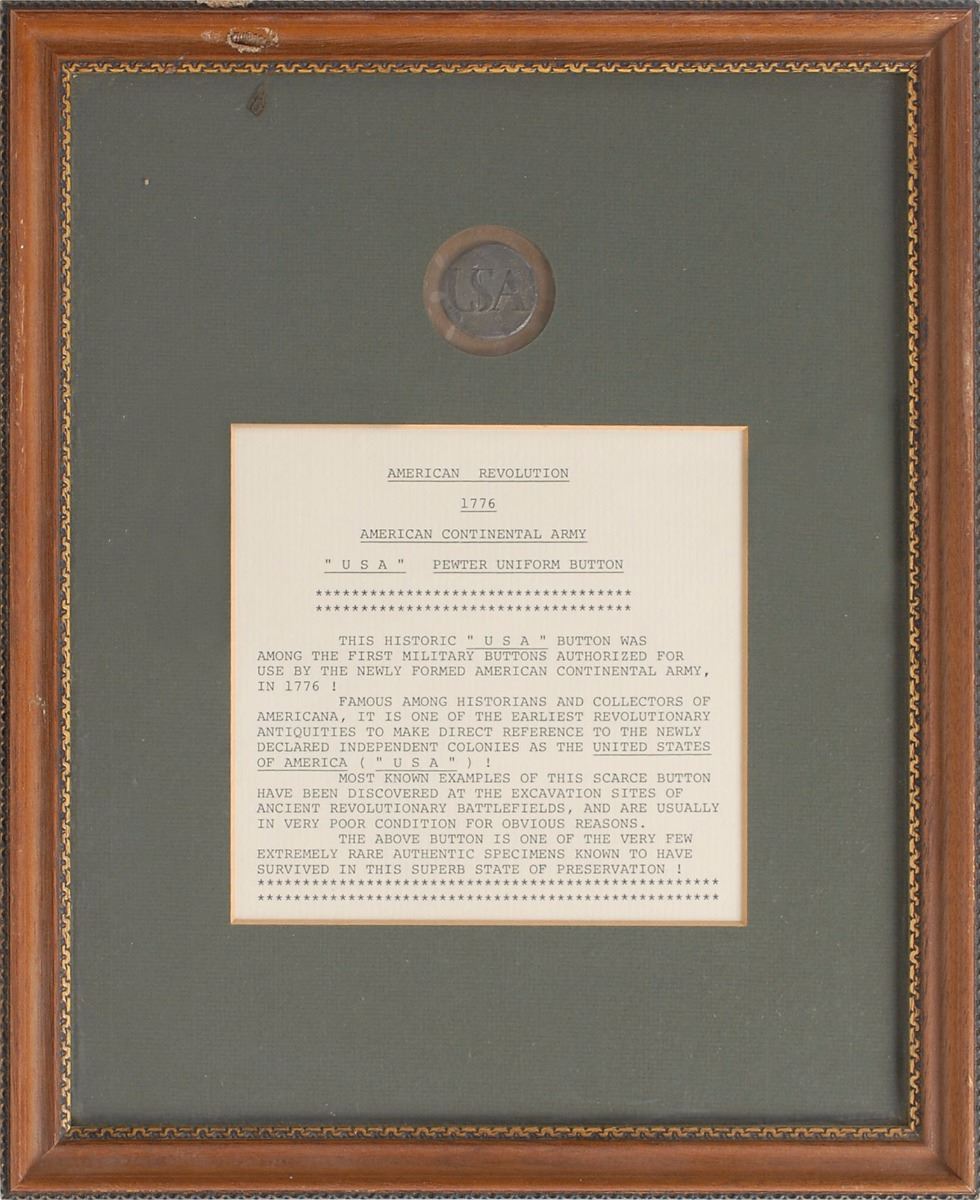 USA
AMERICAN REVOLUTION
1776
AMERICAN CONTINENTAL ARMY
" U S A " PEWTER UNIFORM BUTTON
***********************************
***********************************
THIS HISTORIC " U S A " BUTTON WAS
AMONG THE FIRST MILITARY BUTTONS AUTHORIZED FOR
USE BY THE NEWLY FORMED AMERICAN CONTINENTAL ARMY,
IN 1776 !
FAMOUS AMONG HISTORIANS AND COLLECTORS OF
AMERICANA, IT IS ONE OF THE EARLIEST REVOLUTIONARY
ANTIQUITIES TO MAKE DIRECT REFERENCE TO THE NEWLY
DECLARED INDEPENDENT COLONIES AS THE UNITED STATES
OF AMERICA ( " U S A " ) !
MOST KNOWN EXAMPLES OF THIS SCARCE BUTTON
HAVE BEEN DISCOVERED AT THE EXCAVATION SITES OF
ANCIENT REVOLUTIONARY BATTLEFIELDS, AND ARE USUALLY
IN VERY POOR CONDITION FOR OBVIOUS REASONS.
THE ABOVE BUTTON IS ONE OF THE VERY FEW
EXTREMELY RARE AUTHENTIC SPECIMENS KNOWN TO HAVE
SURVIVED IN THIS SUPERB STATE OF PRESERVATION !
***************************************************
***************************************************